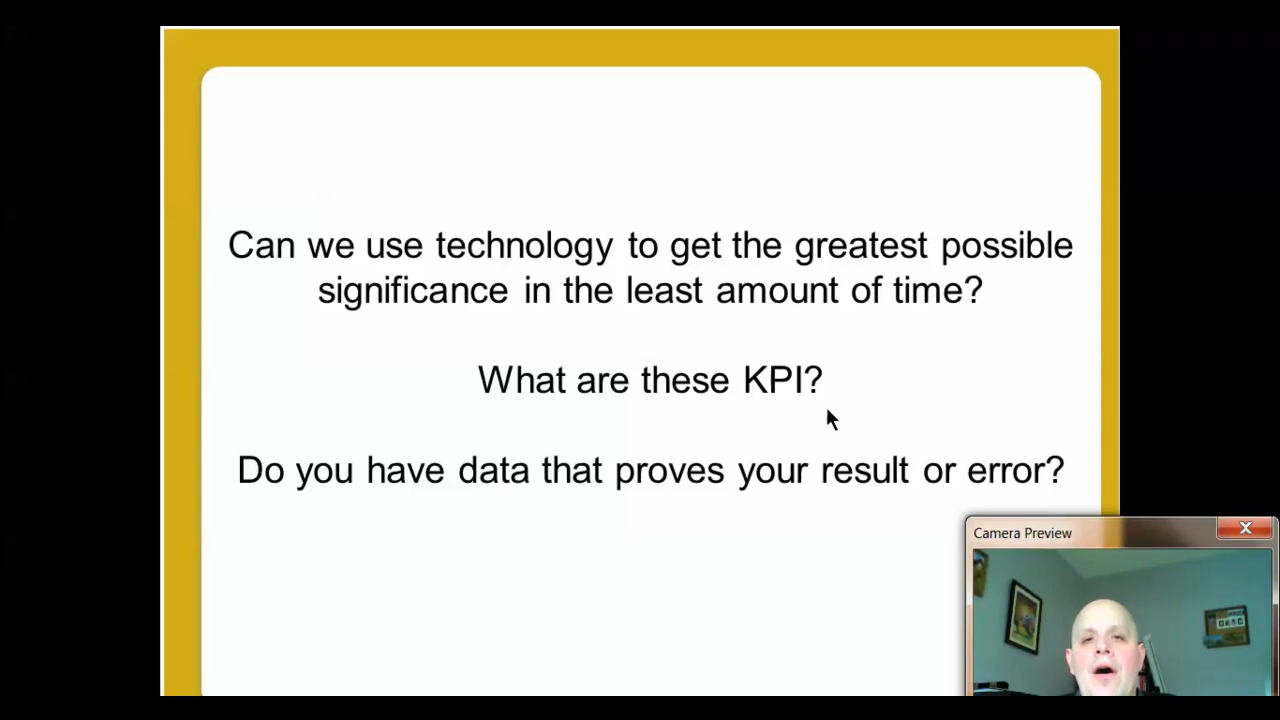 Can we use technology to get the greatest possible
significance in the least amount of time?
What are these KPI?
Do you have data that proves your result or error?
Camera Preview